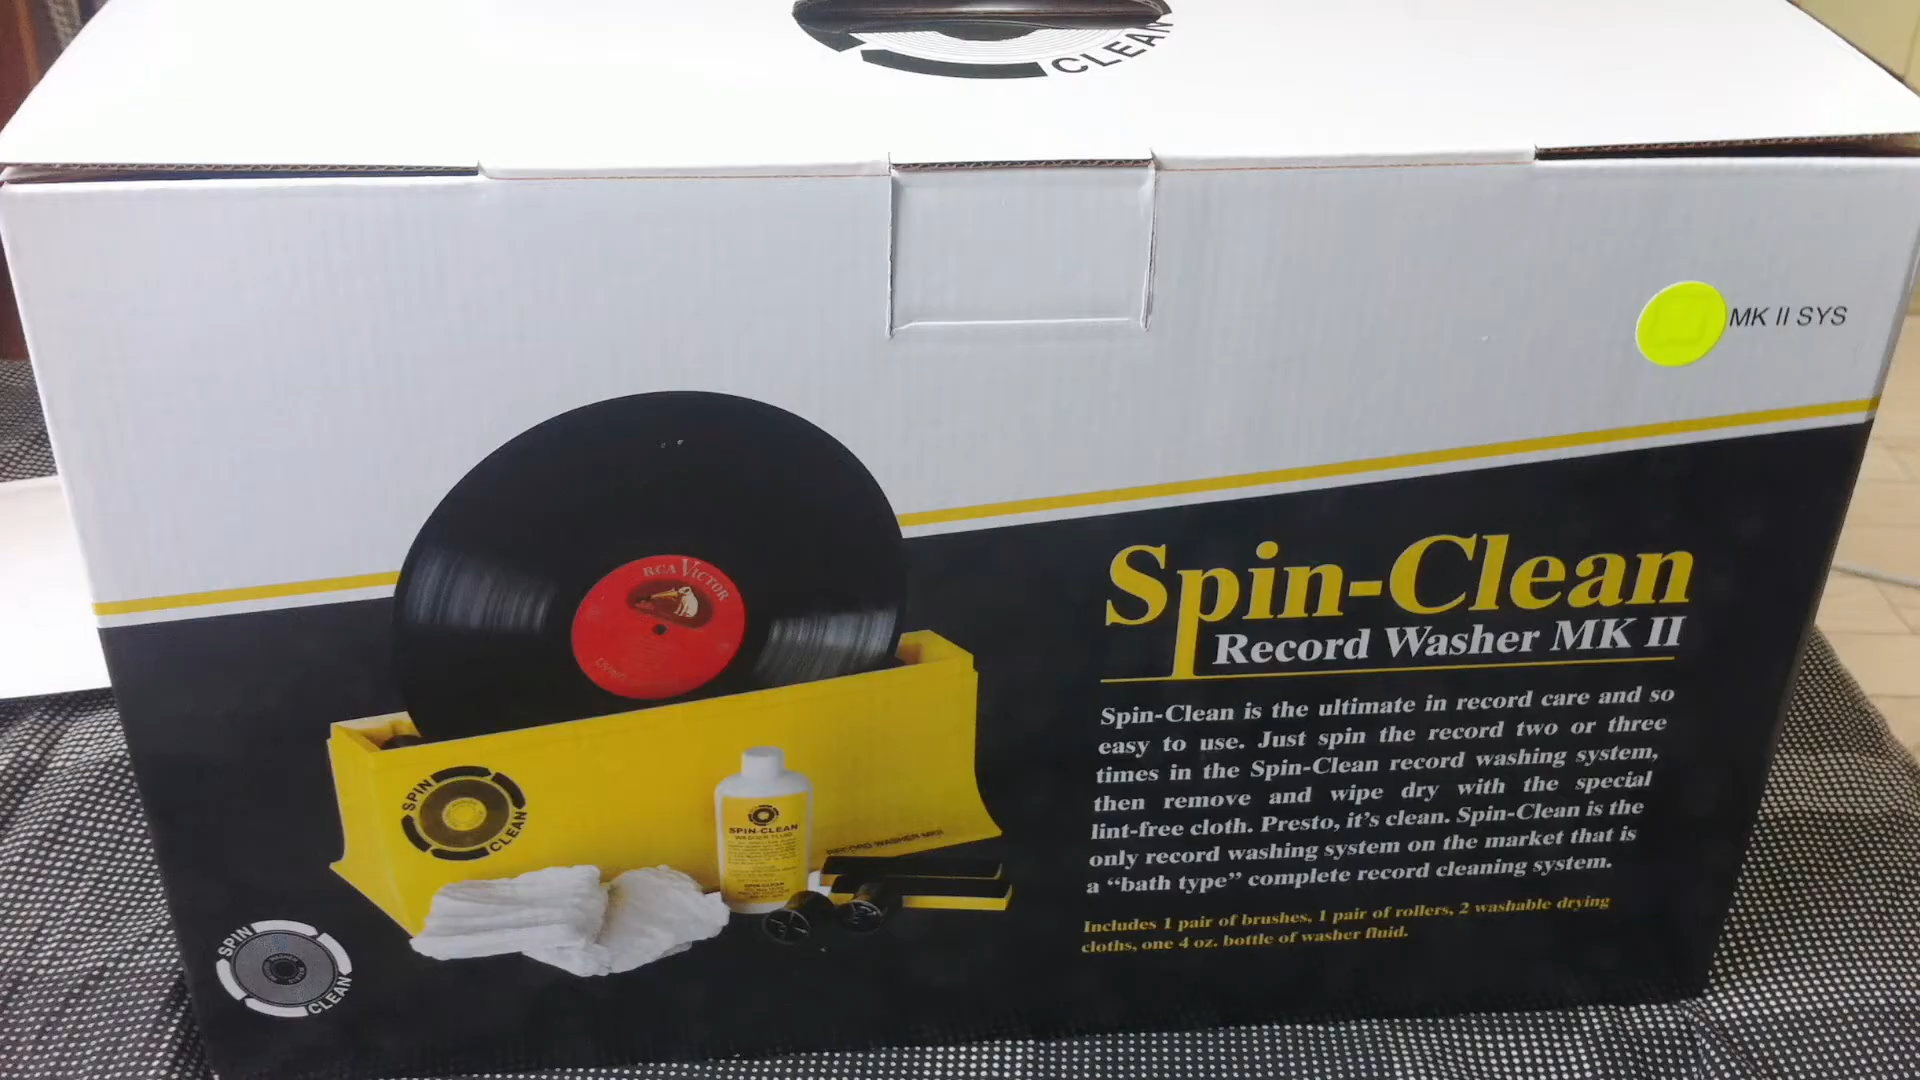 CLEAN
MK II SYS
RCA VICTOR
Spin-Clean
Record Washer MK II
Spin-Clean is the ultimate in record care and so
easy to use. Just spin the record two or three
times in the Spin-Clean record washing system,
then remove and wipe dry with the special
lint-free cloth. Presto, it's clean. Spin-Clean is the
only record washing system on the market that is
a “bath type” complete record cleaning system.
Includes 1 pair of brushes, 1 pair of rollers, 2 washable drying
cloths, one 4 oz. bottle of washer fluid.
SPIN
CLEAN
SPIN-CLEAN
WASHER FLUID
RECORD WASHER MKII
SPIN
CLEAN